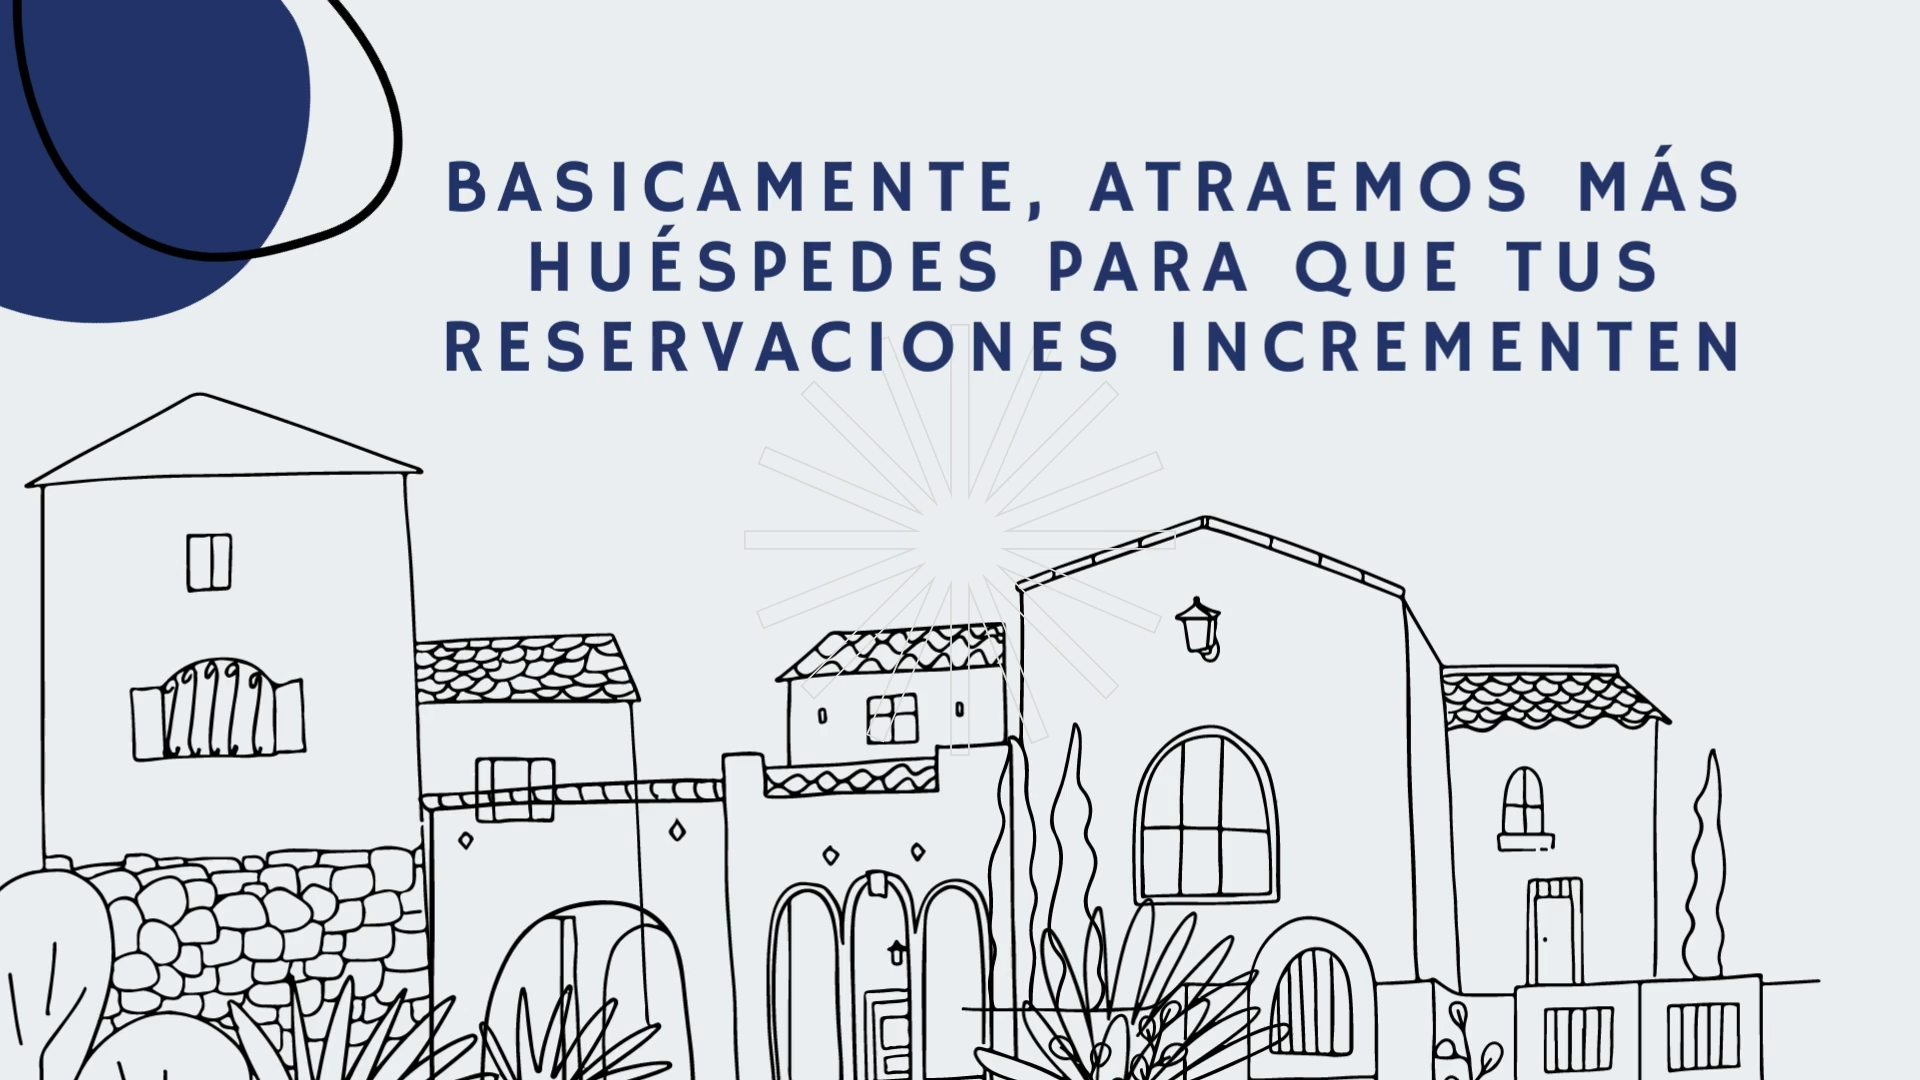 BASICAMENTE, ATRAEMOS MÁS
HUÉSPEDES PARA QUE TUS
RESERVACIONES INCREMENTEN